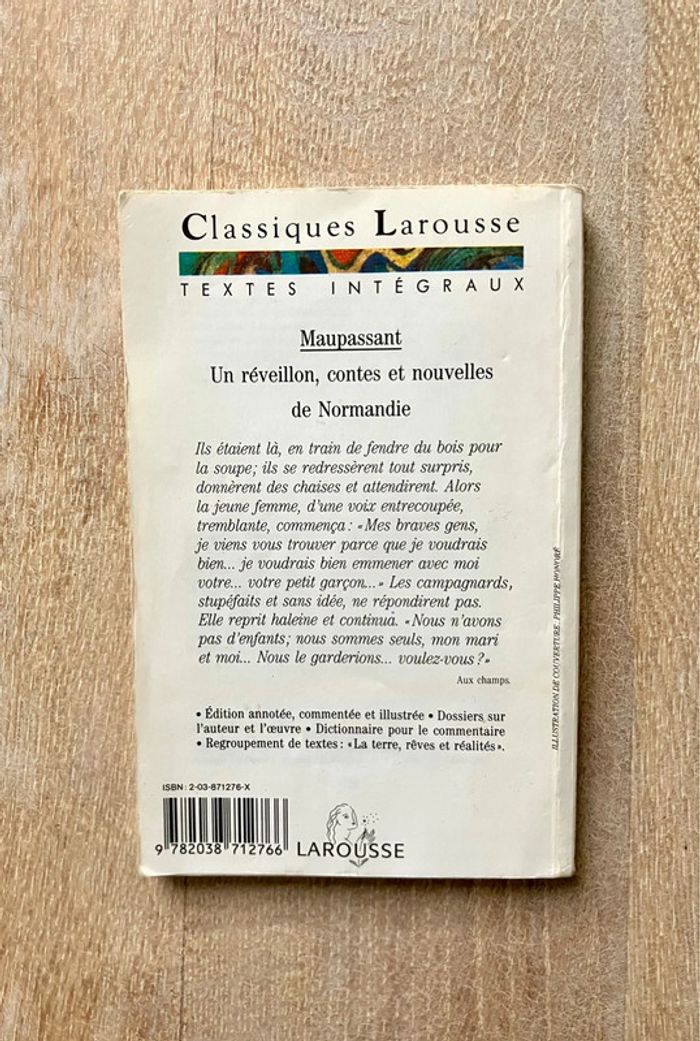 Classiques Larousse
TEXTES INTÉGRAUX
Maupassant
Un réveillon, contes et nouvelles
de Normandie
Ils étaient là, en train de fendre du bois pour
la soupe; ils se redressèrent tout surpris,
donnèrent des chaises et attendirent. Alors
la jeune femme, d'une voix entrecoupée,
tremblante, commença : «Mes braves gens,
je viens vous trouver parce que je voudrais
bien... je voudrais bien emmener avec moi
votre... votre petit garçon...» Les campagnards,
stupéfaits et sans idée, ne répondirent pas.
Elle reprit haleine et continua. «Nous n'avons
pas d'enfants; nous sommes seuls, mon mari
et moi... Nous le garderions... voulez-vous ?»
Aux champs.
• Édition annotée, commentée et illustrée • Dossiers sur
l'auteur et l'œuvre • Dictionnaire pour le commentaire
• Regroupement de textes : «La terre, rêves et réalités».
ISBN : 2-03-871276-X
9 782038 712766
LAROUSSE
ILLUSTRATION DE COUVERTURE : PHILIPPE HONORÉ